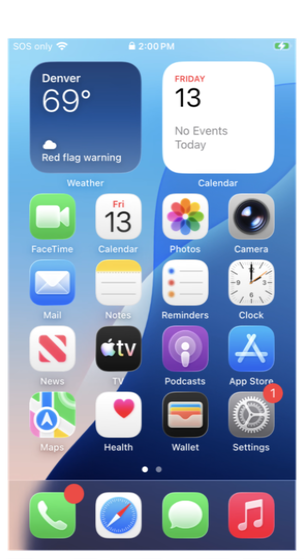 SOS only 2:00 PM
Denver
69°
Red flag warning
Weather
FRIDAY
13
No Events
Today
Calendar
Fri
13
FaceTime Calendar Photos Camera
Mail Notes Reminders Clock
tv
News TV Podcasts App Store
1
Maps Health Wallet Settings